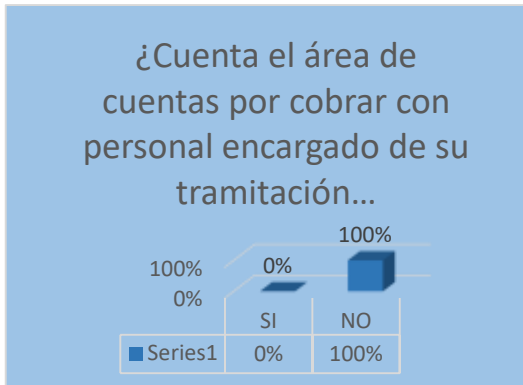 ¿Cuenta el área de
cuentas por cobrar con
personal encargado de su
tramitación...
100%
0%
100%
0%
SI NO
Series1 0% 100%